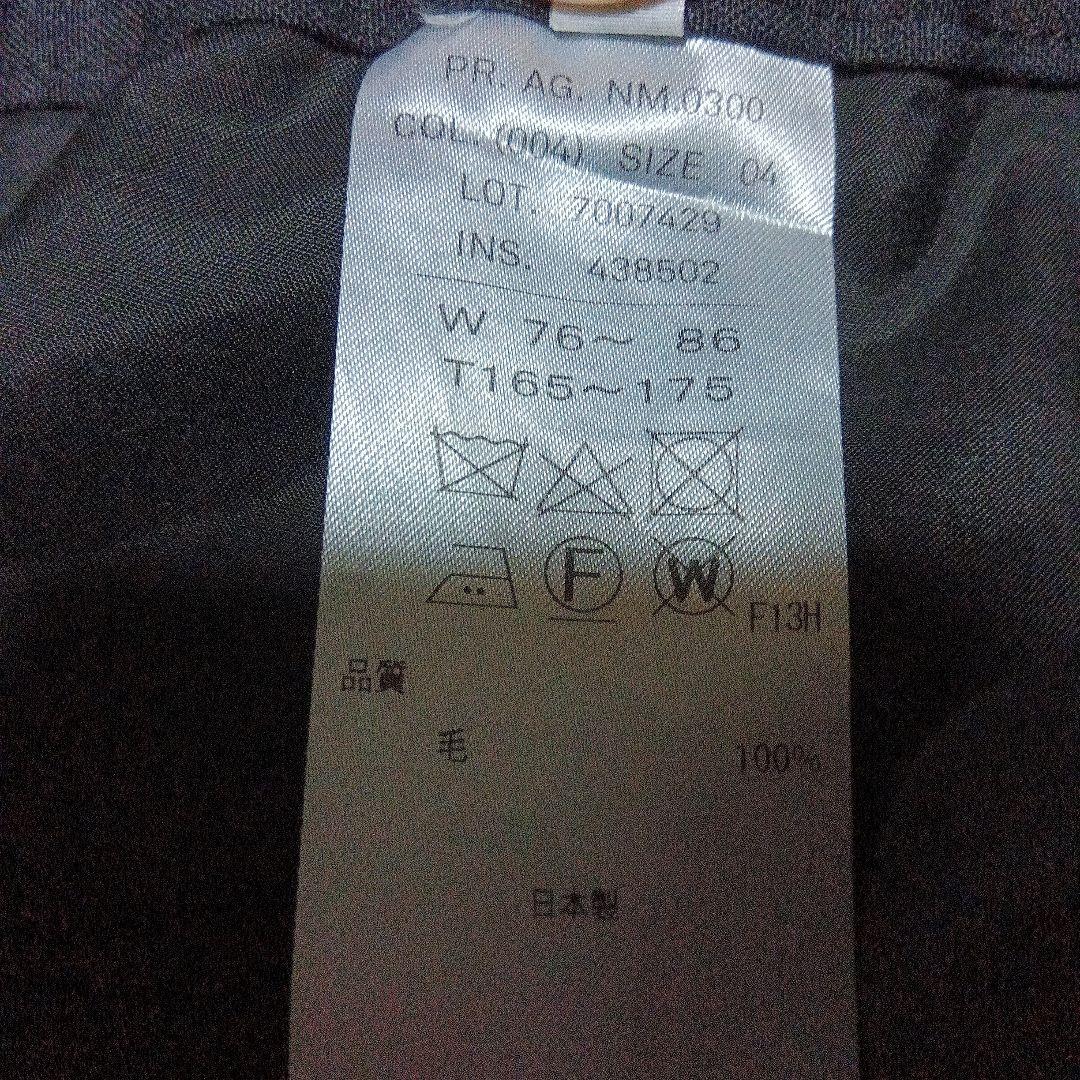 PR. AG. NM.0300
COL. (004) SIZE 04
LOT. 7007429
INS. 438502
W 76～ 86
T165～175
F W F13H
品質
毛 100%
日本製